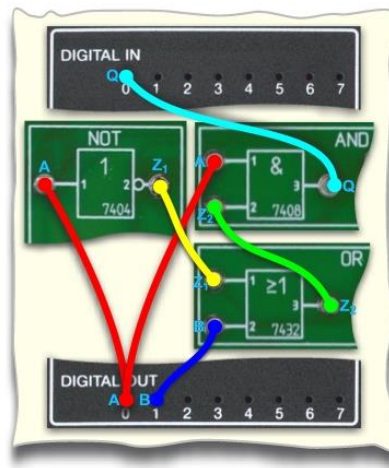 DIGITAL IN
Q
0 1 2 3 4 5 6 7
NOT
A 1 Z1
1 2
7404
AND
A 1 &
3 Q
Z2 2 7408
OR
Z1 1 ≥1
3 Z2
B 2 7432
DIGITAL OUT
A B
0 1 2 3 4 5 6 7